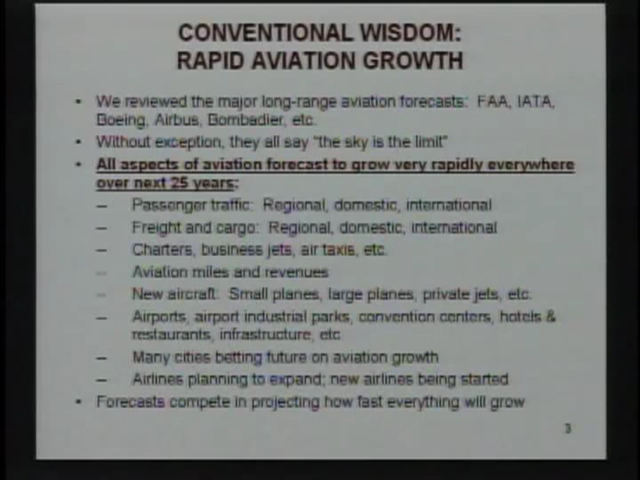 CONVENTIONAL WISDOM:
RAPID AVIATION GROWTH
• We reviewed the major long-range aviation forecasts: FAA, IATA,
Boeing, Airbus, Bombadier, etc.
• Without exception, they all say "the sky is the limit"
• All aspects of aviation forecast to grow very rapidly everywhere
over next 25 years:
– Passenger traffic: Regional, domestic, international
– Freight and cargo: Regional, domestic, international
– Charters, business jets, air taxis, etc.
– Aviation miles and revenues
– New aircraft: Small planes, large planes, private jets, etc.
– Airports, airport industrial parks, convention centers, hotels &
restaurants, infrastructure, etc
– Many cities betting future on aviation growth
– Airlines planning to expand; new airlines being started
• Forecasts compete in projecting how fast everything will grow
3